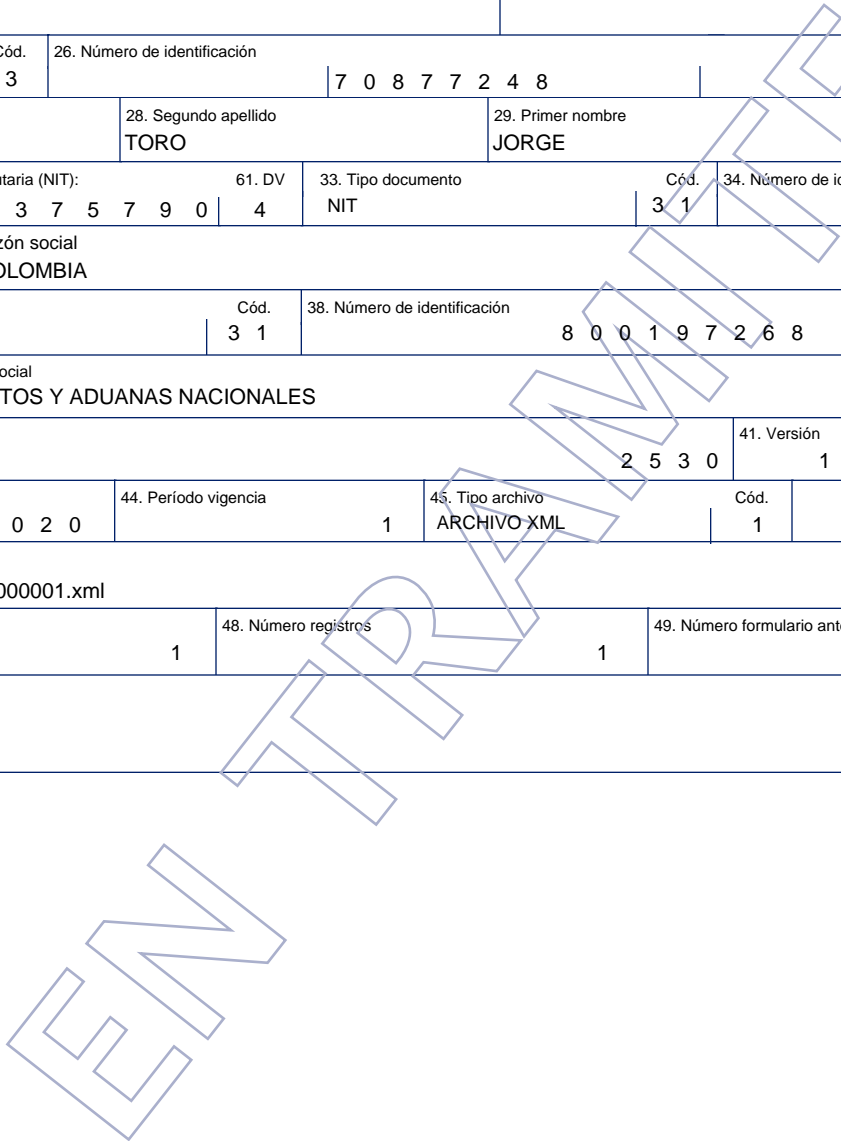 Cód. 26. Número de identificación
3 7 0 8 7 7 2 4 8
28. Segundo apellido 29. Primer nombre
TORO JORGE
utaria (NIT): 61. DV 33. Tipo documento Cód. 34. Número de id
3 7 5 7 9 0 4 NIT 3 1
zón social
OLOMBIA
Cód. 38. Número de identificación
3 1 8 0 0 1 9 7 2 6 8
ocial
TOS Y ADUANAS NACIONALES
41. Versión
2 5 3 0 1
44. Período vigencia 45. Tipo archivo Cód.
0 2 0 1 ARCHIVO XML 1
000001.xml
48. Número registros 49. Número formulario ante
1 1
EN TRAMITE